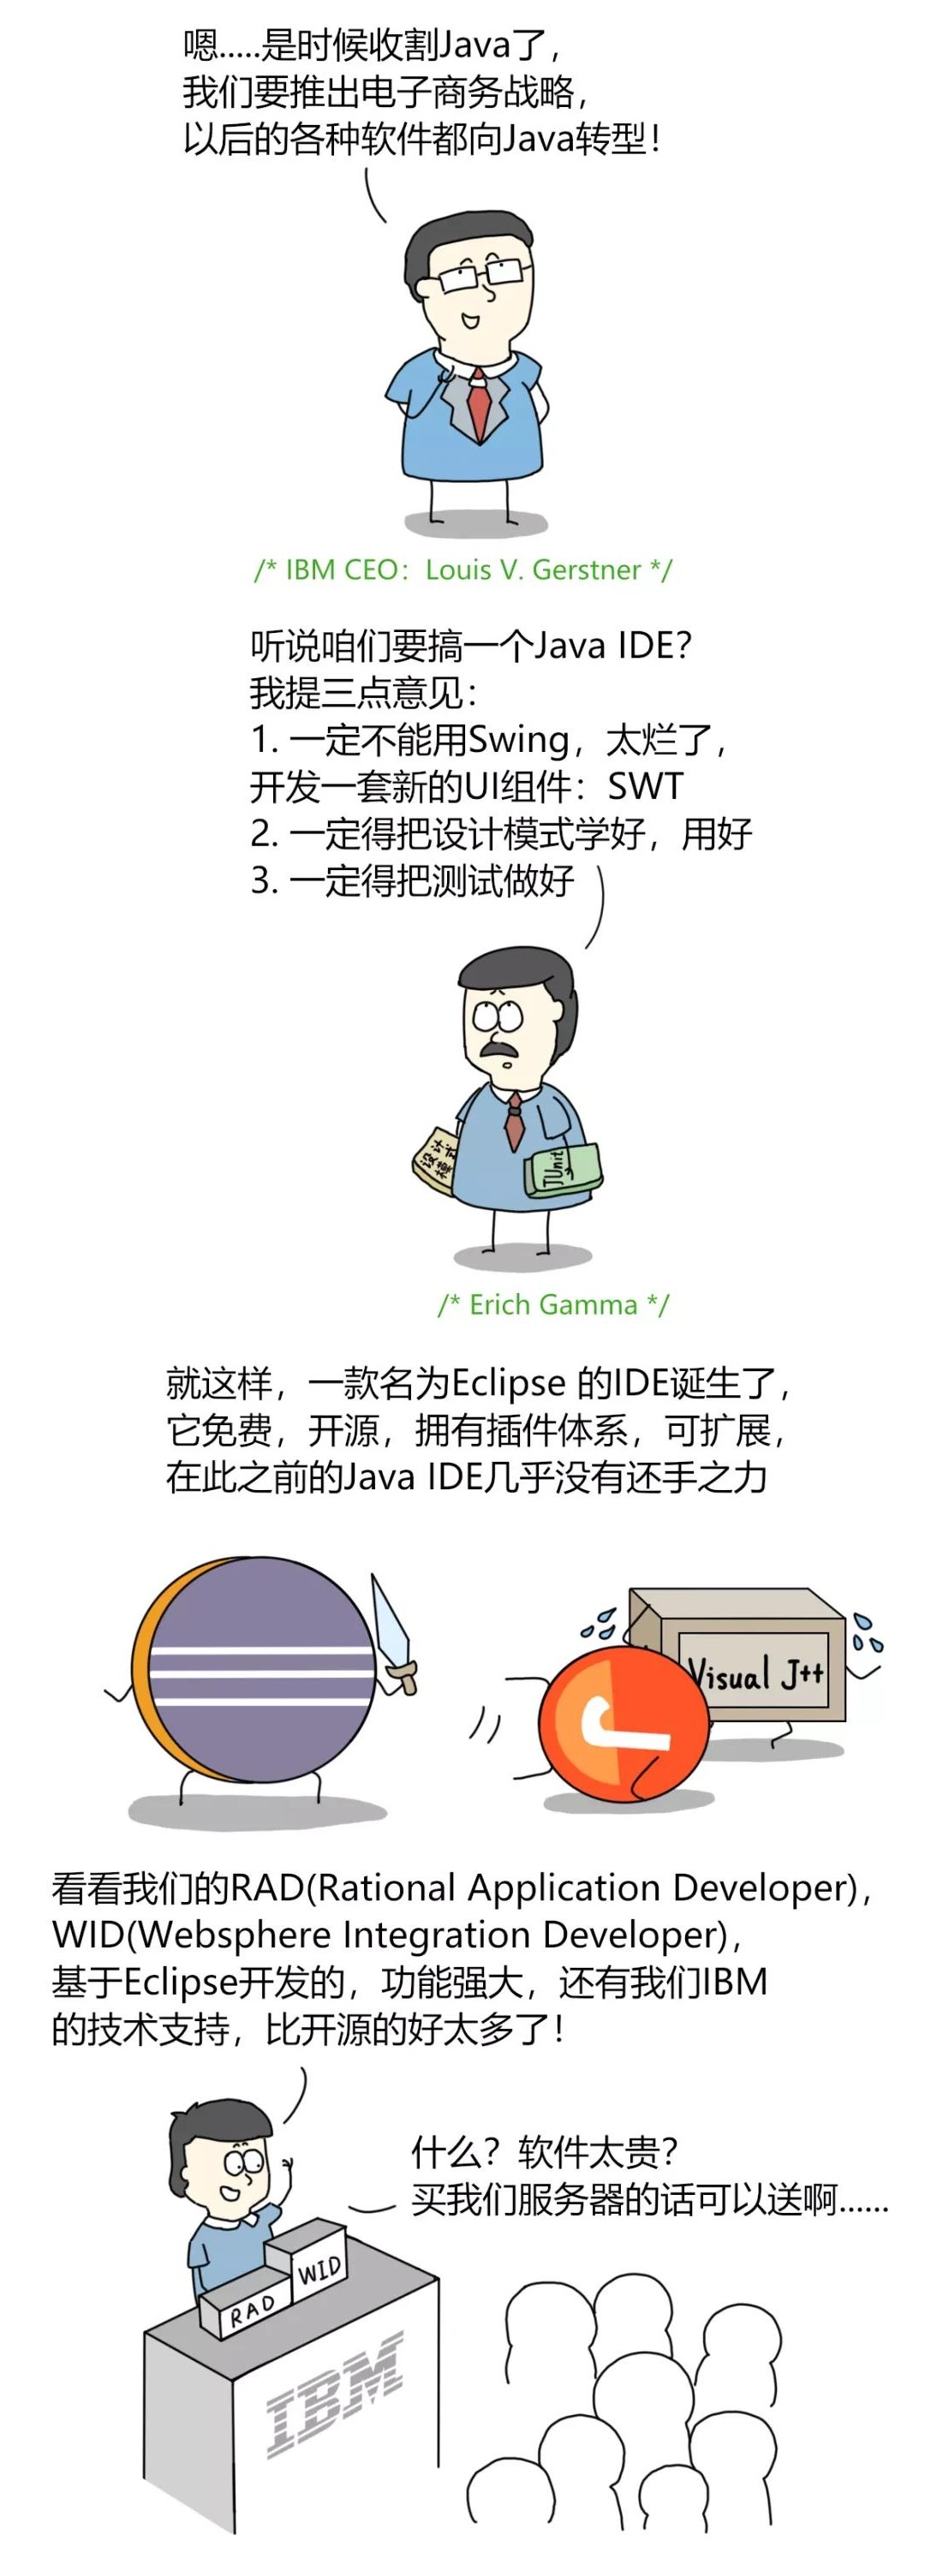 嗯.....是时候收割Java了，
我们要推出电子商务战略，
以后的各种软件都向Java转型！
/* IBM CEO：Louis V. Gerstner */
听说咱们要搞一个Java IDE？
我提三点意见：
1. 一定不能用Swing，太烂了，
开发一套新的UI组件：SWT
2. 一定得把设计模式学好，用好
3. 一定得把测试做好
设计
模式
JUnit
/* Erich Gamma */
就这样，一款名为Eclipse 的IDE诞生了，
它免费，开源，拥有插件体系，可扩展，
在此之前的Java IDE几乎没有还手之力
Visual J++
看看我们的RAD(Rational Application Developer)，
WID(Websphere Integration Developer)，
基于Eclipse开发的，功能强大，还有我们IBM
的技术支持，比开源的好太多了！
什么？软件太贵？
买我们服务器的话可以送啊......
WID
RAD
IBM